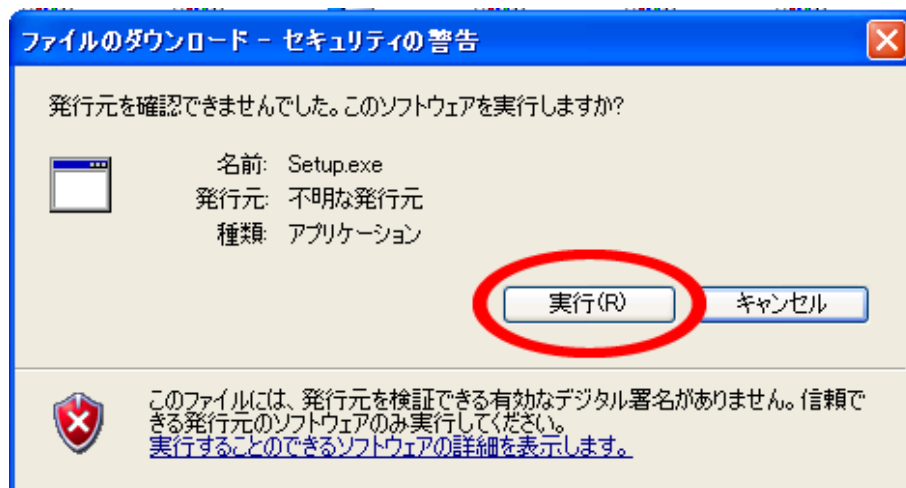 ファイルのダウンロード - セキュリティの警告
発行元を確認できませんでした。このソフトウェアを実行しますか?
名前: Setup.exe
発行元: 不明な発行元
種類: アプリケーション
実行(R) キャンセル
このファイルには、発行元を検証できる有効なデジタル署名がありません。信頼で
きる発行元のソフトウェアのみ実行してください。
実行することのできるソフトウェアの詳細を表示します。